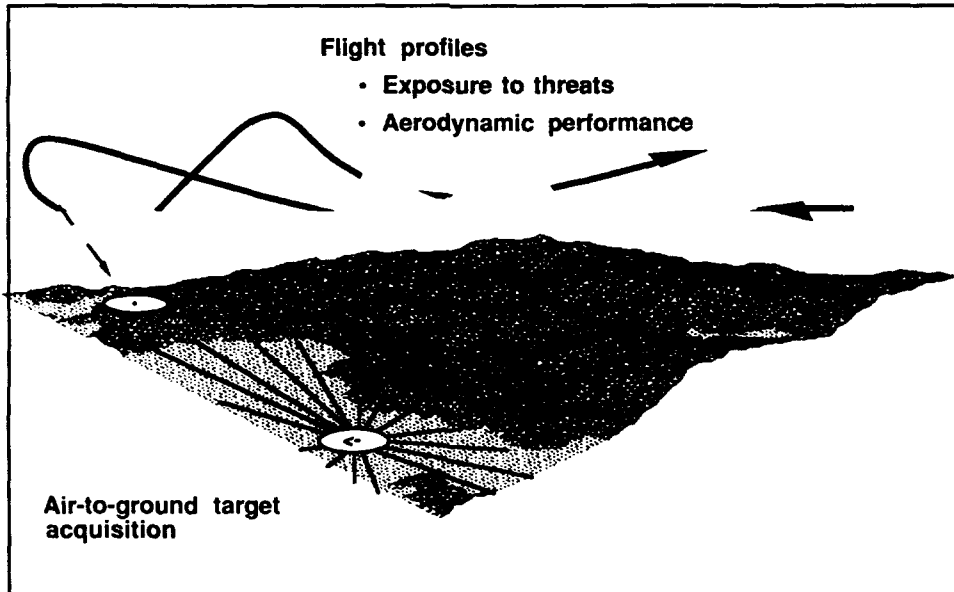 Flight profiles
• Exposure to threats
• Aerodynamic performance
Air-to-ground target
acquisition